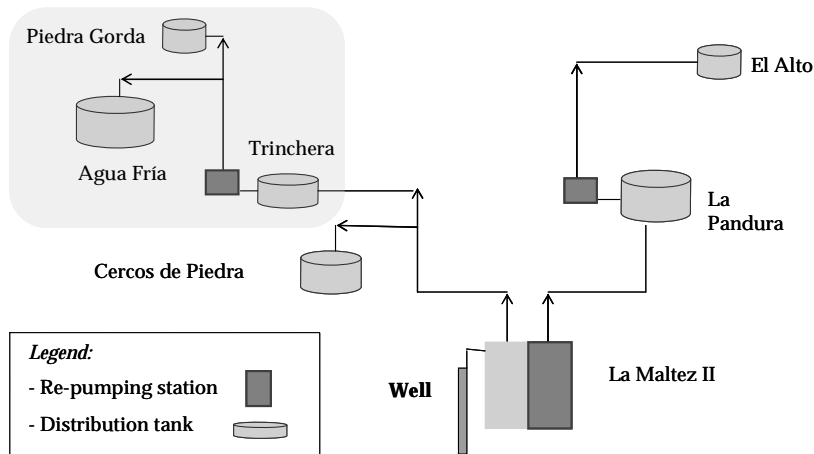 Piedra Gorda
El Alto
Trinchera
Agua Fría
La
Pandura
Cercos de Piedra
Legend:
- Re-pumping station
- Distribution tank
Well
La Maltez II